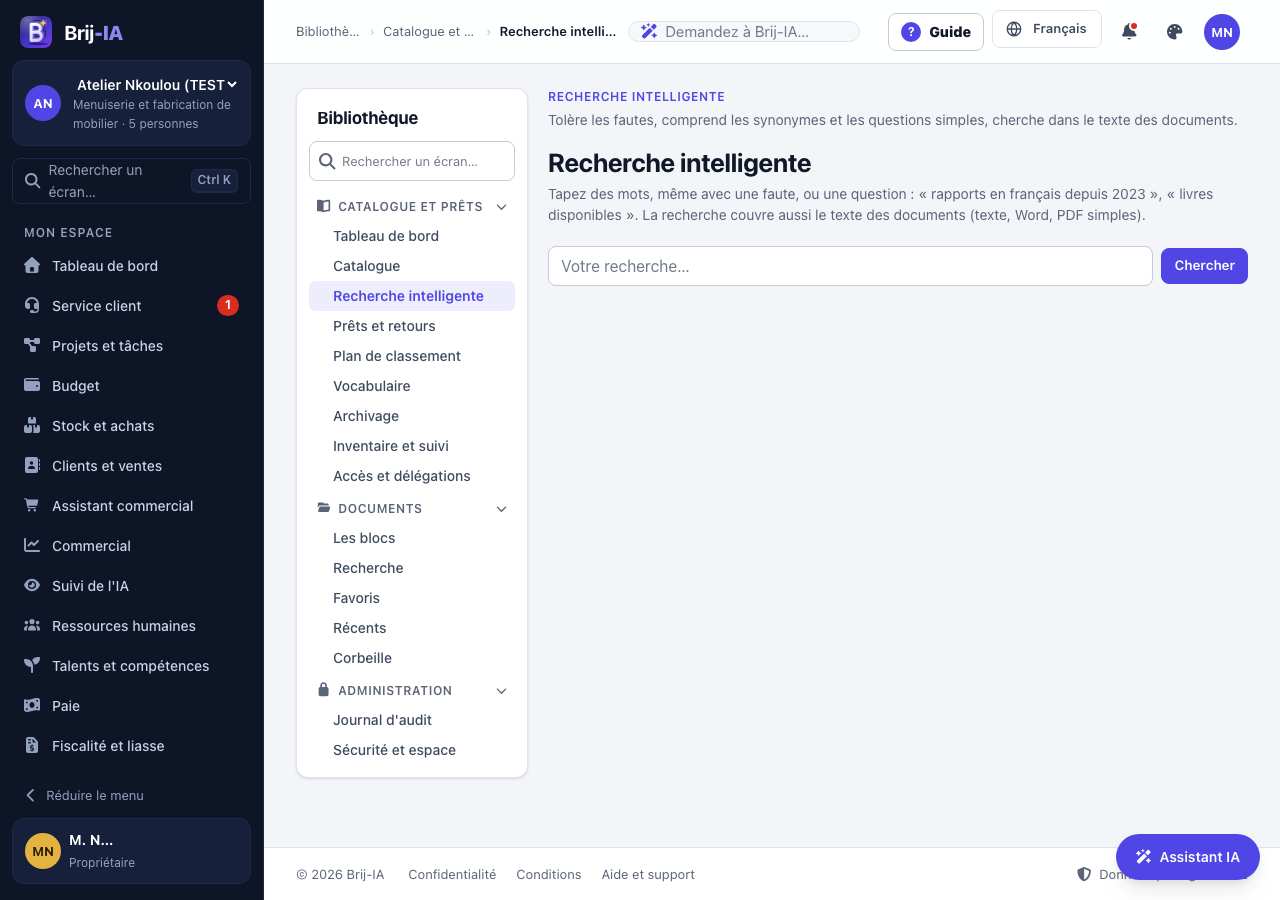 Brij-IA
AN
Atelier Nkoulou (TEST
Menuiserie et fabrication de
mobilier · 5 personnes
Rechercher un
écran...
Ctrl K
MON ESPACE
Tableau de bord
Service client
1
Projets et tâches
Budget
Stock et achats
Clients et ventes
Assistant commercial
Commercial
Suivi de l'IA
Ressources humaines
Talents et compétences
Paie
Fiscalité et liasse
Réduire le menu
MN
M. N...
Propriétaire
Bibliothè... › Catalogue et ... › Recherche intelli...
Demandez à Brij-IA...
? Guide
Français
MN
Bibliothèque
Rechercher un écran...
CATALOGUE ET PRÊTS
Tableau de bord
Catalogue
Recherche intelligente
Prêts et retours
Plan de classement
Vocabulaire
Archivage
Inventaire et suivi
Accès et délégations
DOCUMENTS
Les blocs
Recherche
Favoris
Récents
Corbeille
ADMINISTRATION
Journal d'audit
Sécurité et espace
RECHERCHE INTELLIGENTE
Tolère les fautes, comprend les synonymes et les questions simples, cherche dans le texte des documents.
Recherche intelligente
Tapez des mots, même avec une faute, ou une question : « rapports en français depuis 2023 », « livres
disponibles ». La recherche couvre aussi le texte des documents (texte, Word, PDF simples).
Votre recherche...
Chercher
© 2026 Brij-IA
Confidentialité
Conditions
Aide et support
Assistant IA